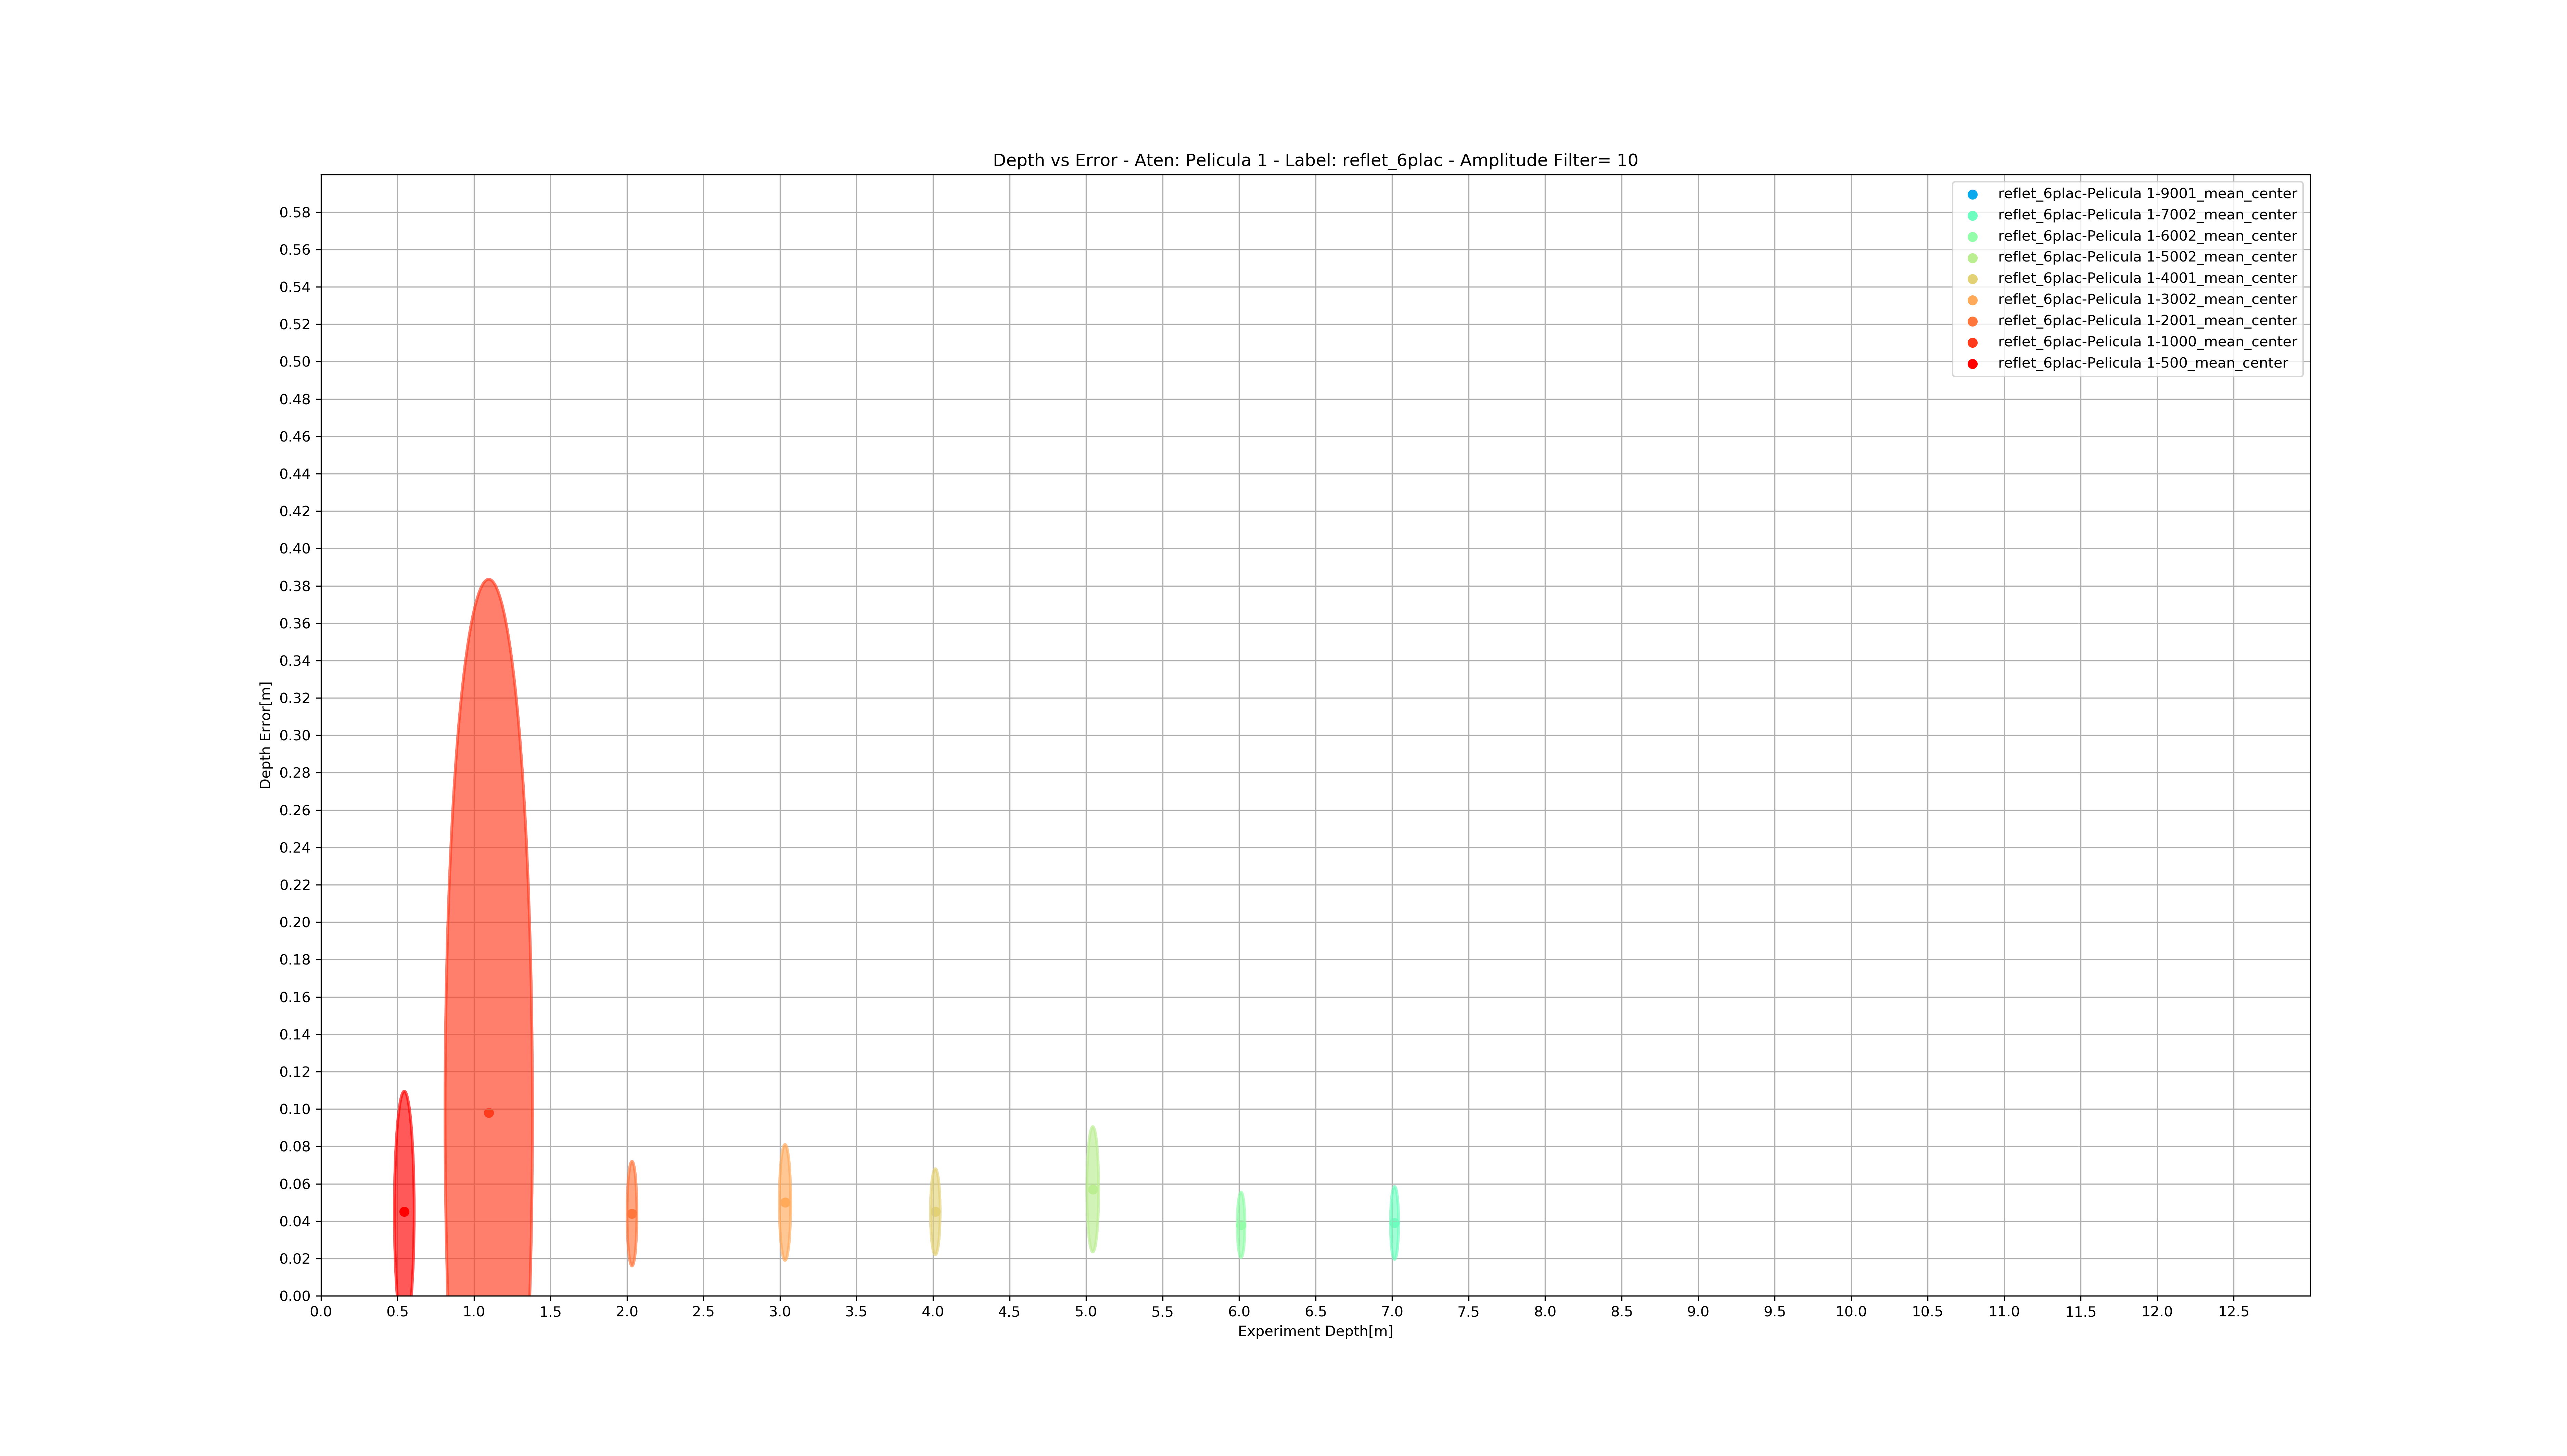 Depth vs Error - Aten: Pelicula 1 - Label: reflet_6plac - Amplitude Filter= 10
reflet_6plac-Pelicula 1-9001_mean_center
reflet_6plac-Pelicula 1-7002_mean_center
reflet_6plac-Pelicula 1-6002_mean_center
reflet_6plac-Pelicula 1-5002_mean_center
reflet_6plac-Pelicula 1-4001_mean_center
reflet_6plac-Pelicula 1-3002_mean_center
reflet_6plac-Pelicula 1-2001_mean_center
reflet_6plac-Pelicula 1-1000_mean_center
reflet_6plac-Pelicula 1-500_mean_center
Depth Error[m]
0.58
0.56
0.54
0.52
0.50
0.48
0.46
0.44
0.42
0.40
0.38
0.36
0.34
0.32
0.30
0.28
0.26
0.24
0.22
0.20
0.18
0.16
0.14
0.12
0.10
0.08
0.06
0.04
0.02
0.00
0.0 0.5 1.0 1.5 2.0 2.5 3.0 3.5 4.0 4.5 5.0 5.5 6.0 6.5 7.0 7.5 8.0 8.5 9.0 9.5 10.0 10.5 11.0 11.5 12.0 12.5
Experiment Depth[m]